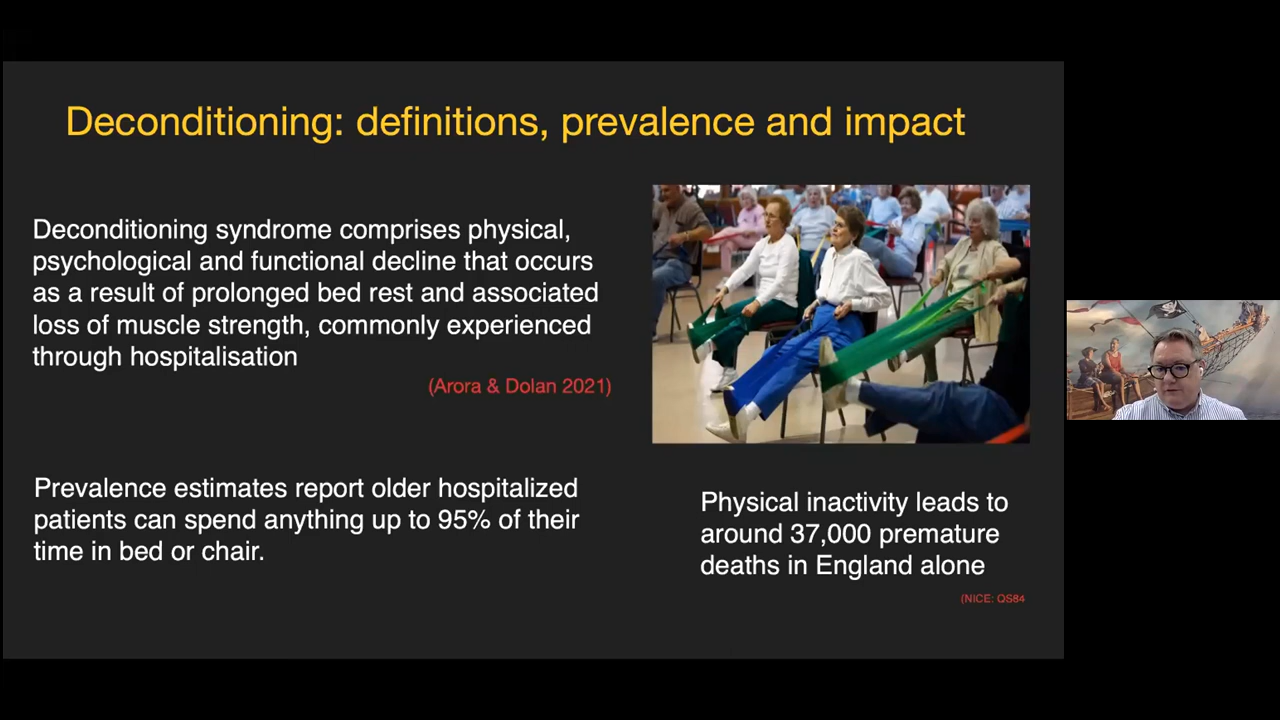 Deconditioning: definitions, prevalence and impact
Deconditioning syndrome comprises physical,
psychological and functional decline that occurs
as a result of prolonged bed rest and associated
loss of muscle strength, commonly experienced
through hospitalisation
(Arora & Dolan 2021)
Prevalence estimates report older hospitalized
patients can spend anything up to 95% of their
time in bed or chair.
Physical inactivity leads to
around 37,000 premature
deaths in England alone
(NICE: QS84